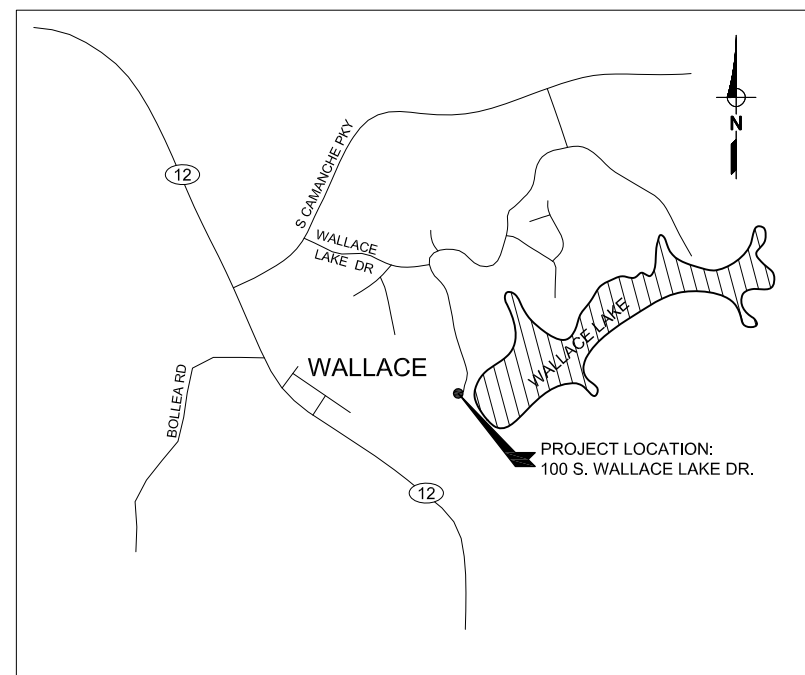 N
12
S CAMANCHE PKY
WALLACE
LAKE DR
WALLACE LAKE
WALLACE
BOLLEA RD
PROJECT LOCATION:
100 S. WALLACE LAKE DR.
12